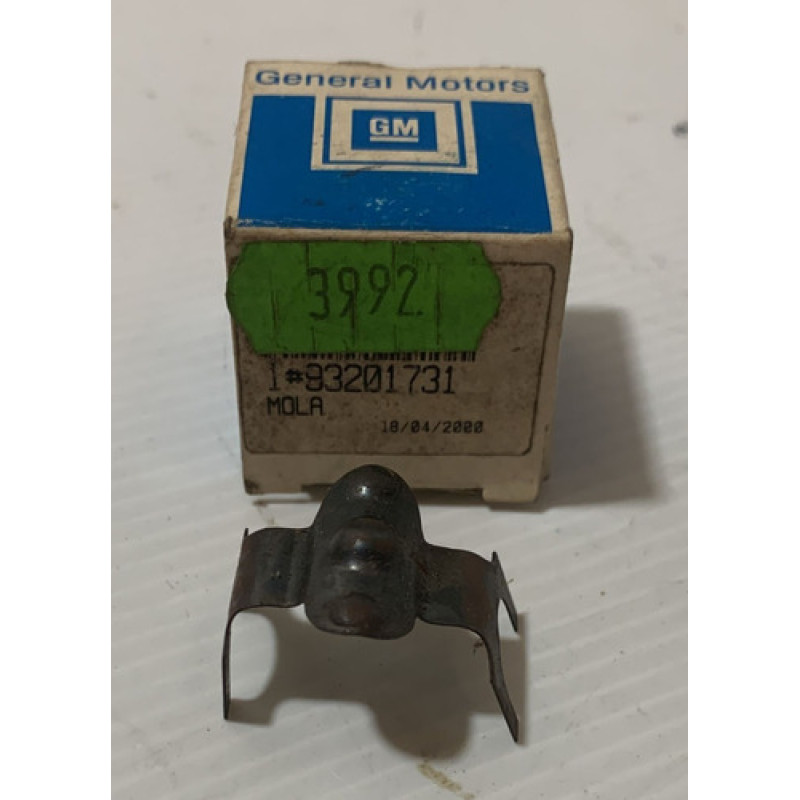 General Motors
GM
3992
1#93201731
MOLA
18/04/2000